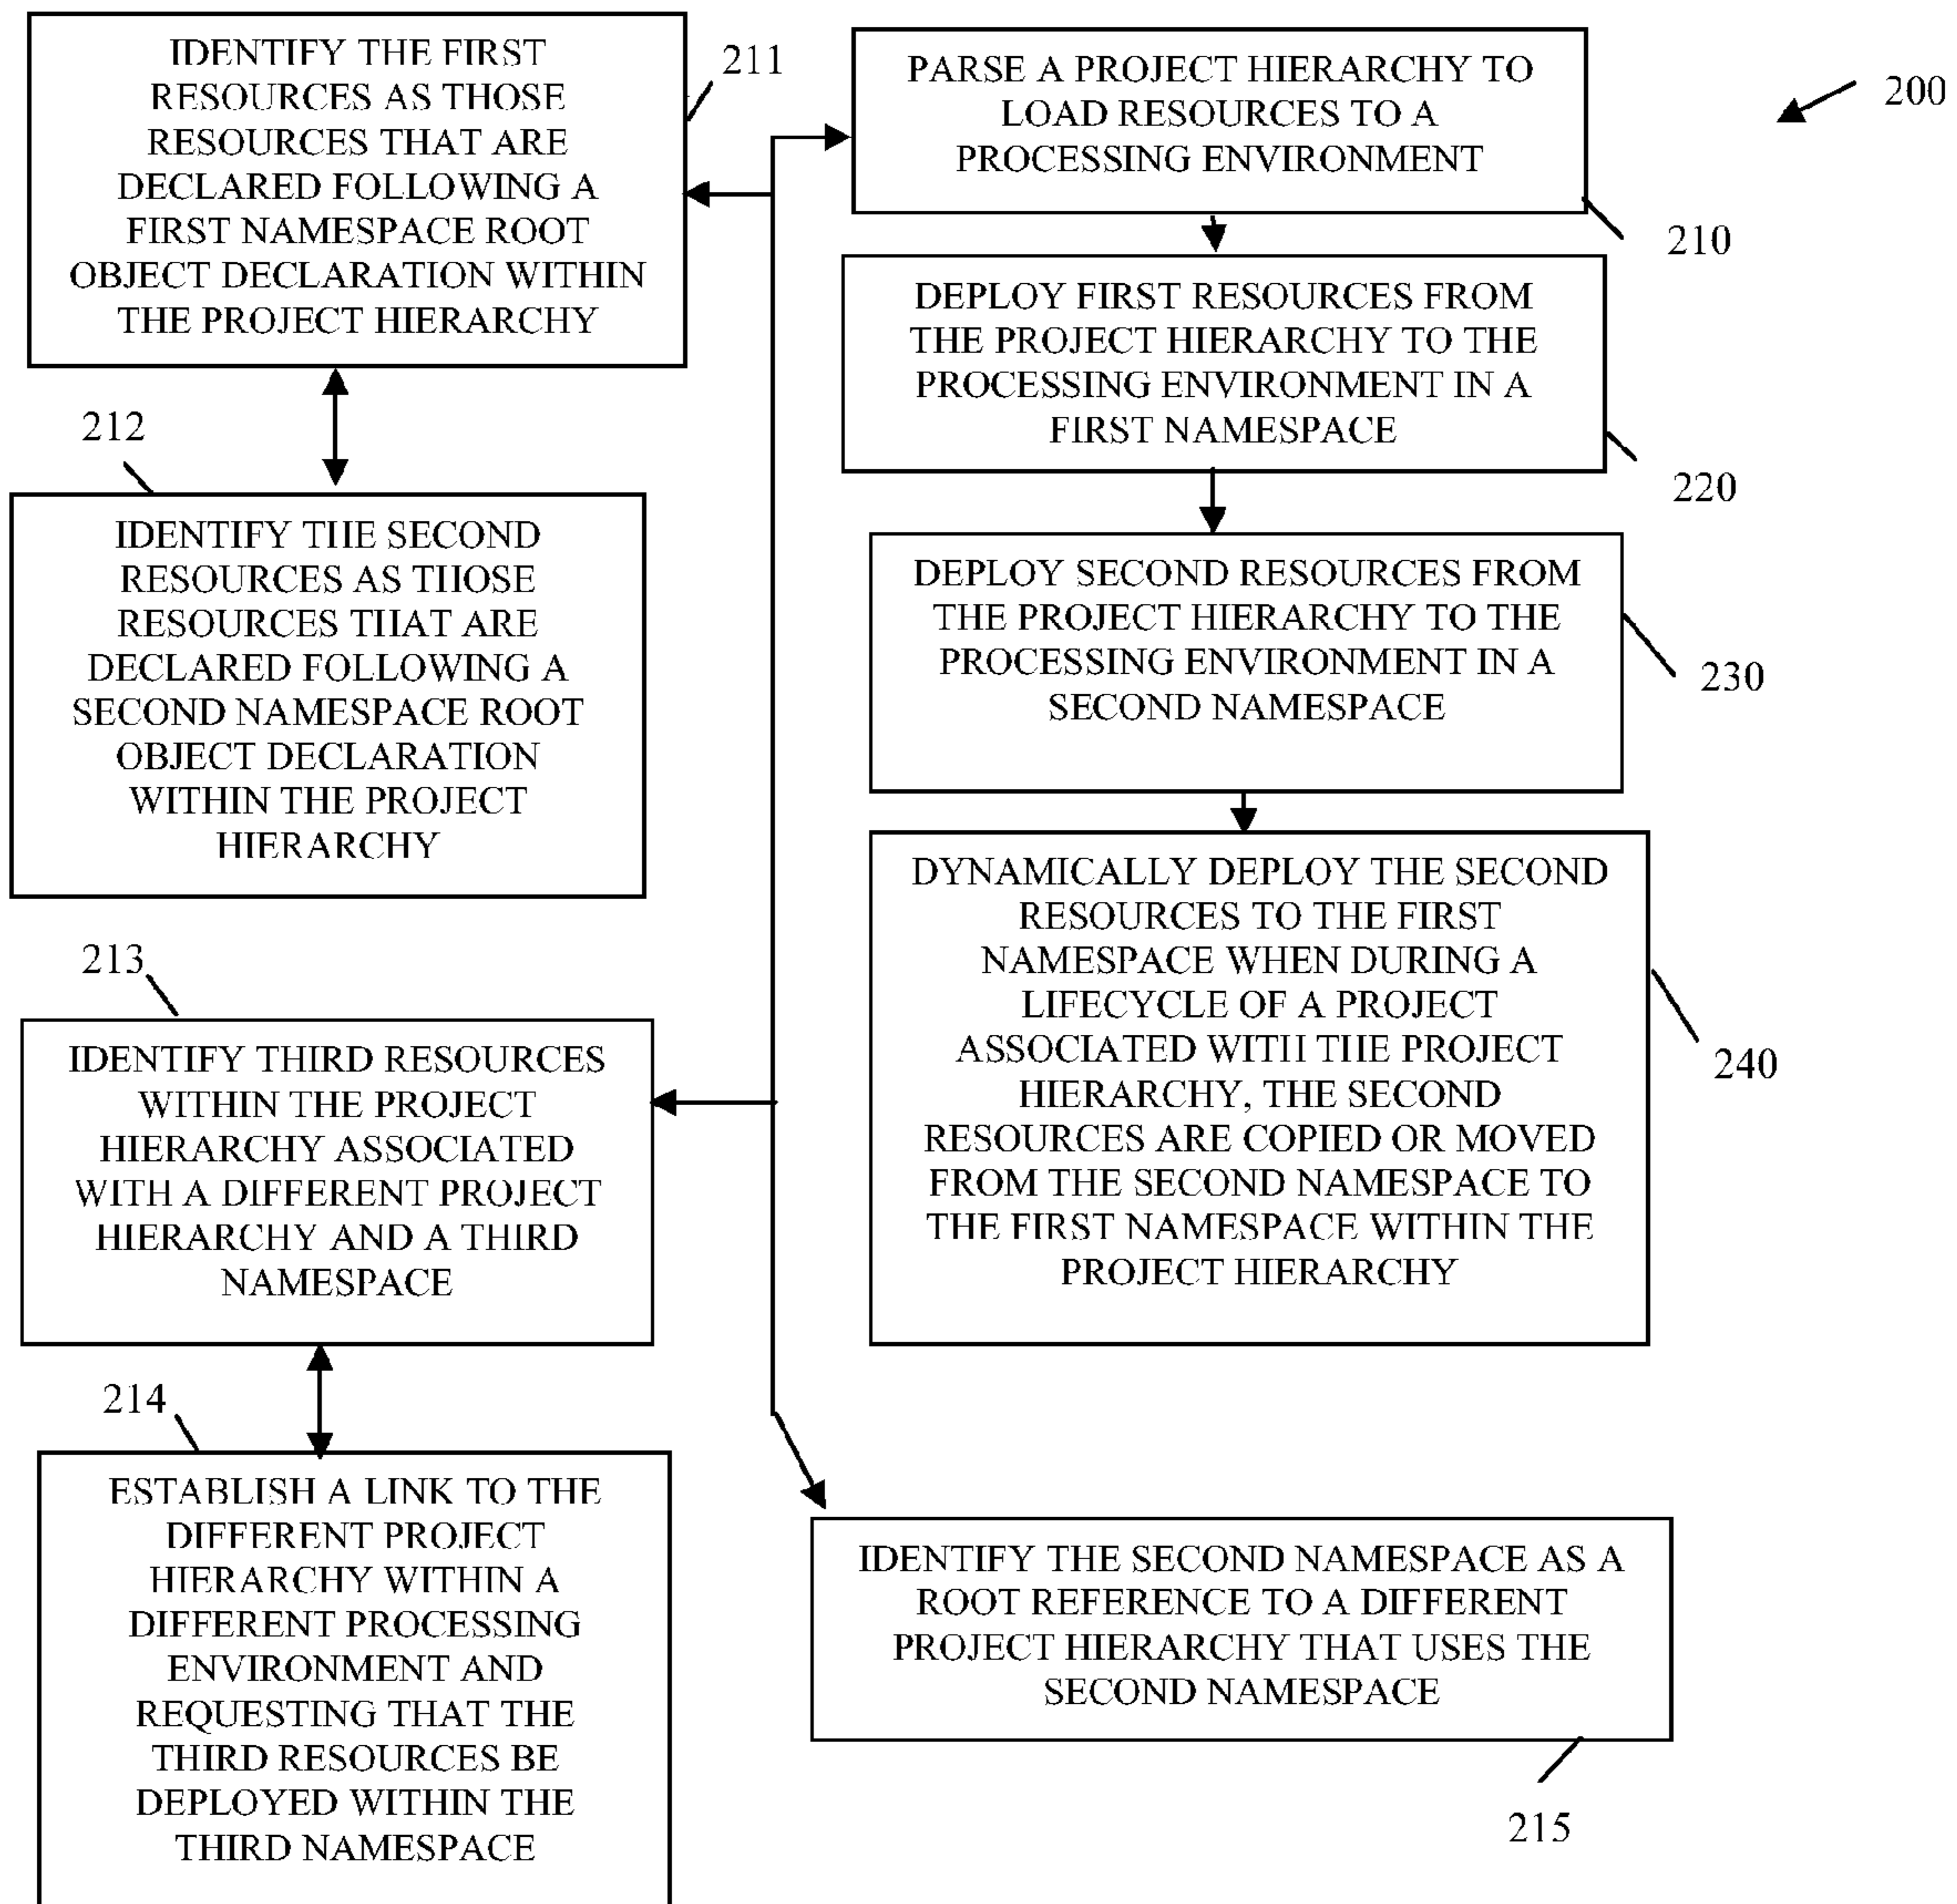 IDENTIFY THE FIRST
RESOURCES AS THOSE
RESOURCES THAT ARE
DECLARED FOLLOWING A
FIRST NAMESPACE ROOT
OBJECT DECLARATION WITHIN
THE PROJECT HIERARCHY
211
PARSE A PROJECT HIERARCHY TO
LOAD RESOURCES TO A
PROCESSING ENVIRONMENT
200
210
DEPLOY FIRST RESOURCES FROM
THE PROJECT HIERARCHY TO THE
PROCESSING ENVIRONMENT IN A
FIRST NAMESPACE
220
212
IDENTIFY THE SECOND
RESOURCES AS THOSE
RESOURCES THAT ARE
DECLARED FOLLOWING A
SECOND NAMESPACE ROOT
OBJECT DECLARATION
WITHIN THE PROJECT
HIERARCHY
DEPLOY SECOND RESOURCES FROM
THE PROJECT HIERARCHY TO THE
PROCESSING ENVIRONMENT IN A
SECOND NAMESPACE
230
DYNAMICALLY DEPLOY THE SECOND
RESOURCES TO THE FIRST
NAMESPACE WHEN DURING A
LIFECYCLE OF A PROJECT
ASSOCIATED WITH THE PROJECT
HIERARCHY, THE SECOND
RESOURCES ARE COPIED OR MOVED
FROM THE SECOND NAMESPACE TO
THE FIRST NAMESPACE WITHIN THE
PROJECT HIERARCHY
240
213
IDENTIFY THIRD RESOURCES
WITHIN THE PROJECT
HIERARCHY ASSOCIATED
WITH A DIFFERENT PROJECT
HIERARCHY AND A THIRD
NAMESPACE
214
ESTABLISH A LINK TO THE
DIFFERENT PROJECT
HIERARCHY WITHIN A
DIFFERENT PROCESSING
ENVIRONMENT AND
REQUESTING THAT THE
THIRD RESOURCES BE
DEPLOYED WITHIN THE
THIRD NAMESPACE
IDENTIFY THE SECOND NAMESPACE AS A
ROOT REFERENCE TO A DIFFERENT
PROJECT HIERARCHY THAT USES THE
SECOND NAMESPACE
215